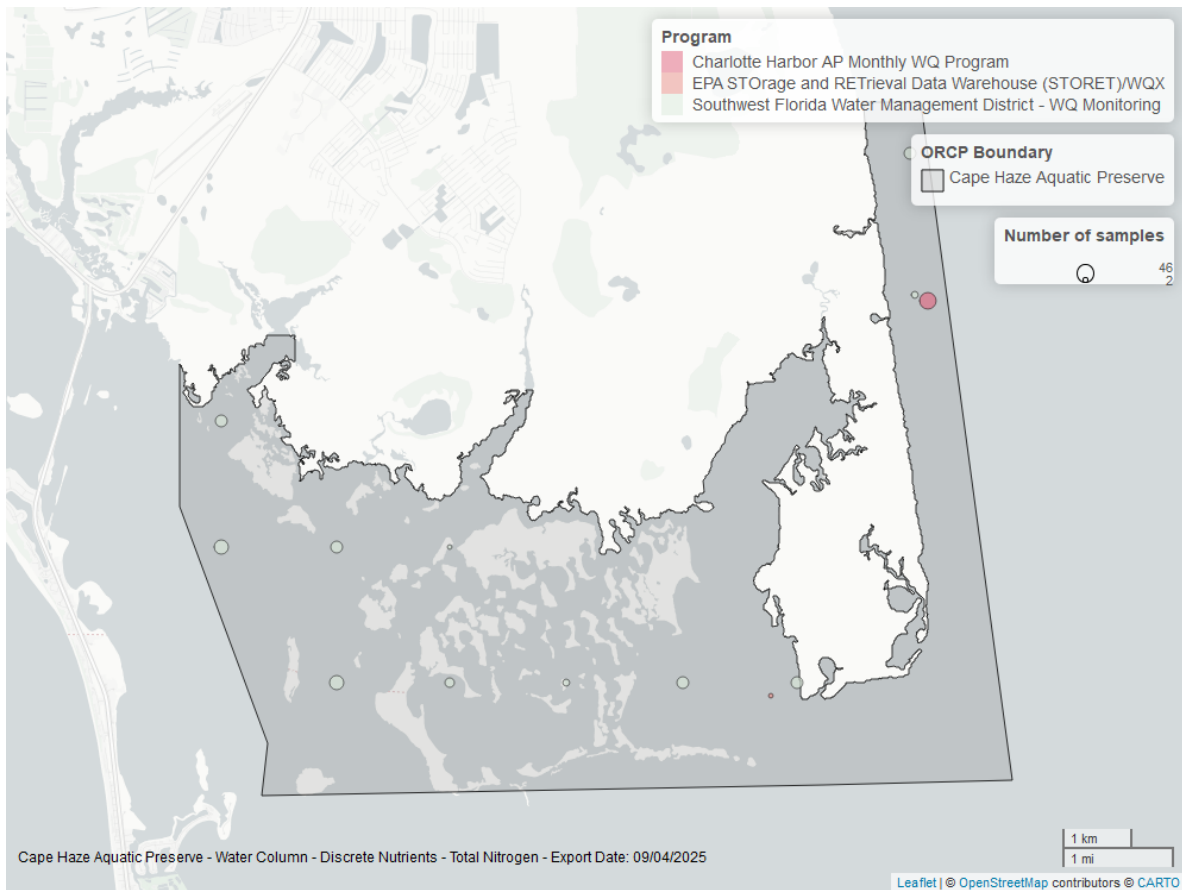 Program
Charlotte Harbor AP Monthly WQ Program
EPA STOrage and RETrieval Data Warehouse (STORET)/WQX
Southwest Florida Water Management District - WQ Monitoring
ORCP Boundary
Cape Haze Aquatic Preserve
Number of samples
46
2
1 km
1 mi
Cape Haze Aquatic Preserve - Water Column - Discrete Nutrients - Total Nitrogen - Export Date: 09/04/2025
Leaflet | © OpenStreetMap contributors © CARTO